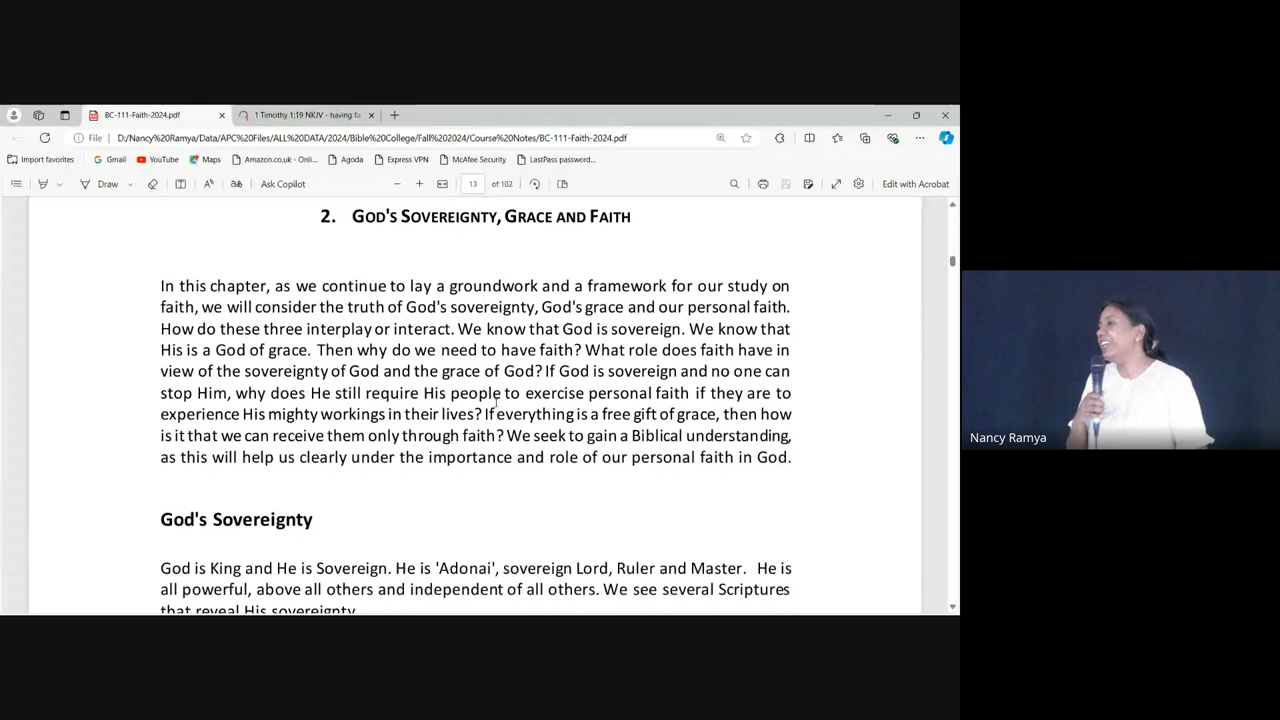 BC-111-Faith-2024.pdf
1 Timothy 1:19 NKJV - having fa
File
D:/Nancy%20Ramya/Data/APC%20Files/ALL%20DATA/2024/Bible%20College/Fall%202024/Course%20Notes/BC-111-Faith-2024.pdf
Import favorites Gmail YouTube Maps Amazon.co.uk - Onli... Agoda Express VPN McAfee Security LastPass password...
Draw Ask Copilot 13 of 102 Edit with Acrobat
2. GOD'S SOVEREIGNTY, GRACE AND FAITH
In this chapter, as we continue to lay a groundwork and a framework for our study on
faith, we will consider the truth of God's sovereignty, God's grace and our personal faith.
How do these three interplay or interact. We know that God is sovereign. We know that
His is a God of grace. Then why do we need to have faith? What role does faith have in
view of the sovereignty of God and the grace of God? If God is sovereign and no one can
stop Him, why does He still require His people to exercise personal faith if they are to
experience His mighty workings in their lives? If everything is a free gift of grace, then how
is it that we can receive them only through faith? We seek to gain a Biblical understanding,
as this will help us clearly under the importance and role of our personal faith in God.
God's Sovereignty
God is King and He is Sovereign. He is 'Adonai', sovereign Lord, Ruler and Master. He is
all powerful, above all others and independent of all others. We see several Scriptures
that reveal His sovereignty.
Nancy Ramya